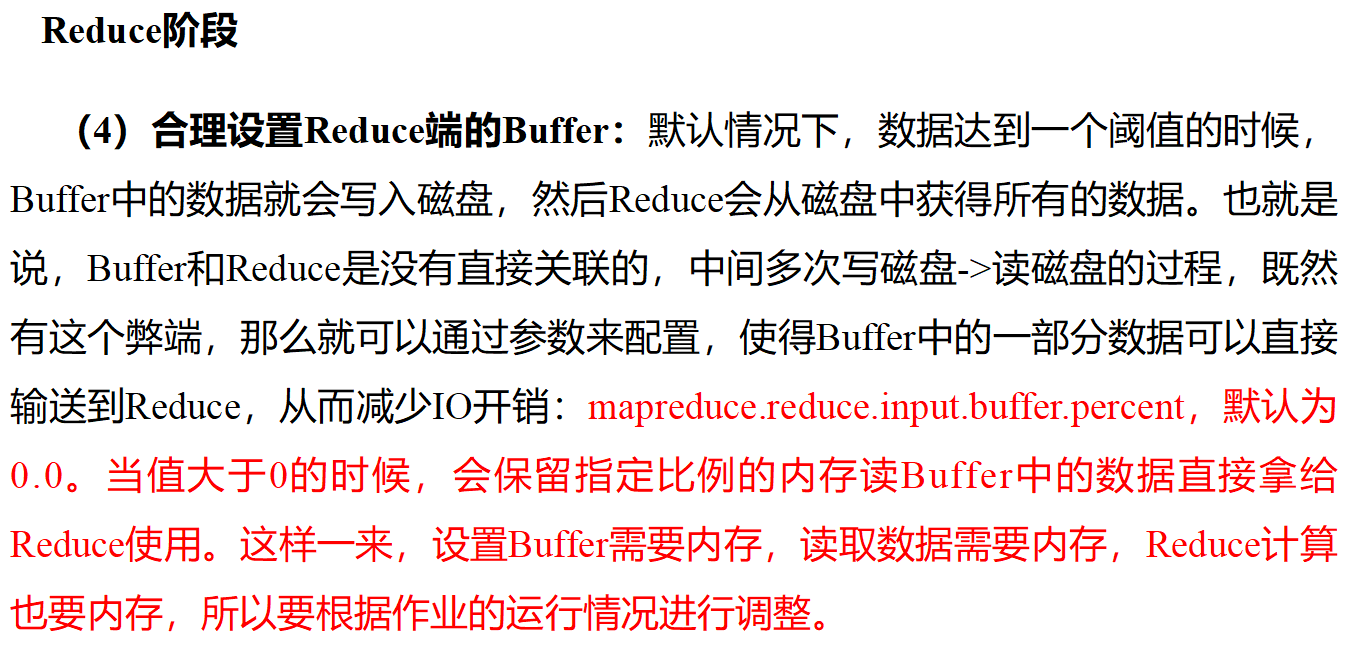 Reduce阶段
（4）合理设置Reduce端的Buffer：默认情况下，数据达到一个阈值的时候，
Buffer中的数据就会写入磁盘，然后Reduce会从磁盘中获得所有的数据。也就是
说，Buffer和Reduce是没有直接关联的，中间多次写磁盘->读磁盘的过程，既然
有这个弊端，那么就可以通过参数来配置，使得Buffer中的一部分数据可以直接
输送到Reduce，从而减少IO开销：mapreduce.reduce.input.buffer.percent，默认为
0.0。当值大于0的时候，会保留指定比例的内存读Buffer中的数据直接拿给
Reduce使用。这样一来，设置Buffer需要内存，读取数据需要内存，Reduce计算
也要内存，所以要根据作业的运行情况进行调整。